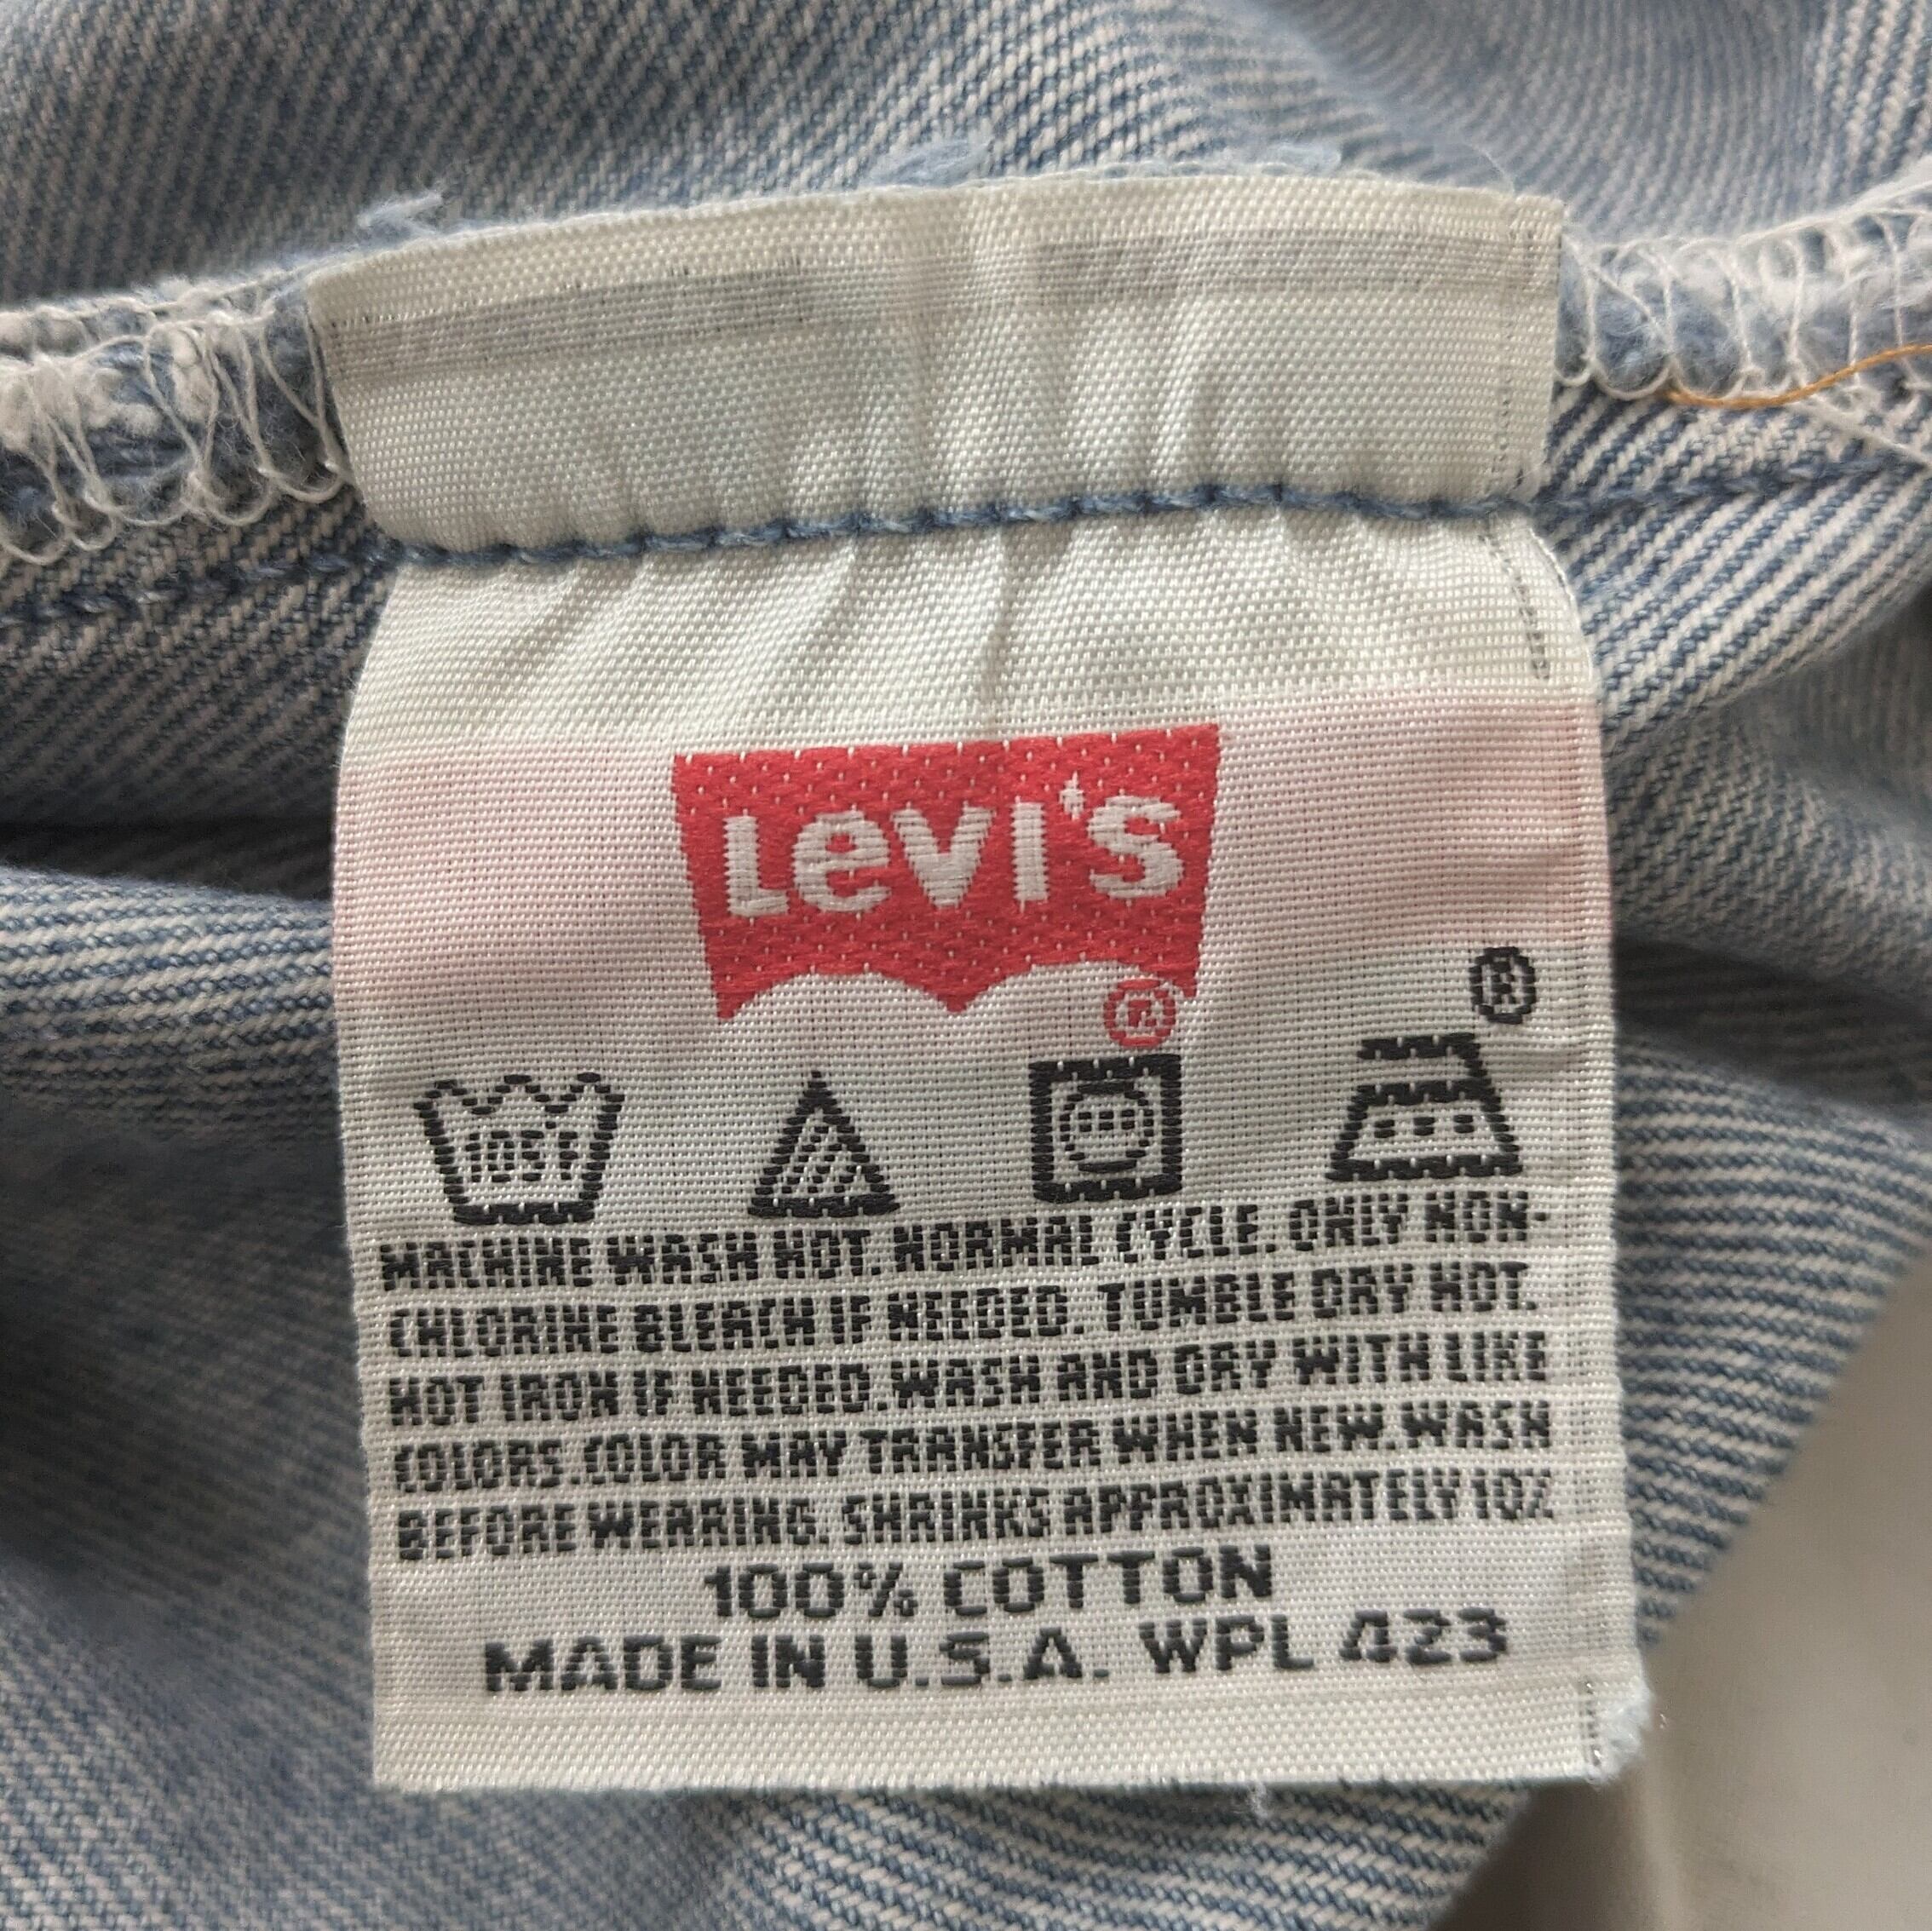 LEVI'S
®
®
105°F
MACHINE WASH HOT. NORMAL CYCLE. ONLY NON-
CHLORINE BLEACH IF NEEDED. TUMBLE DRY HOT.
HOT IRON IF NEEDED. WASH AND DRY WITH LIKE
COLORS. COLOR MAY TRANSFER WHEN NEW. WASH
BEFORE WEARING. SHRINKS APPROXIMATELY 10%
100% COTTON
MADE IN U.S.A. WPL 423